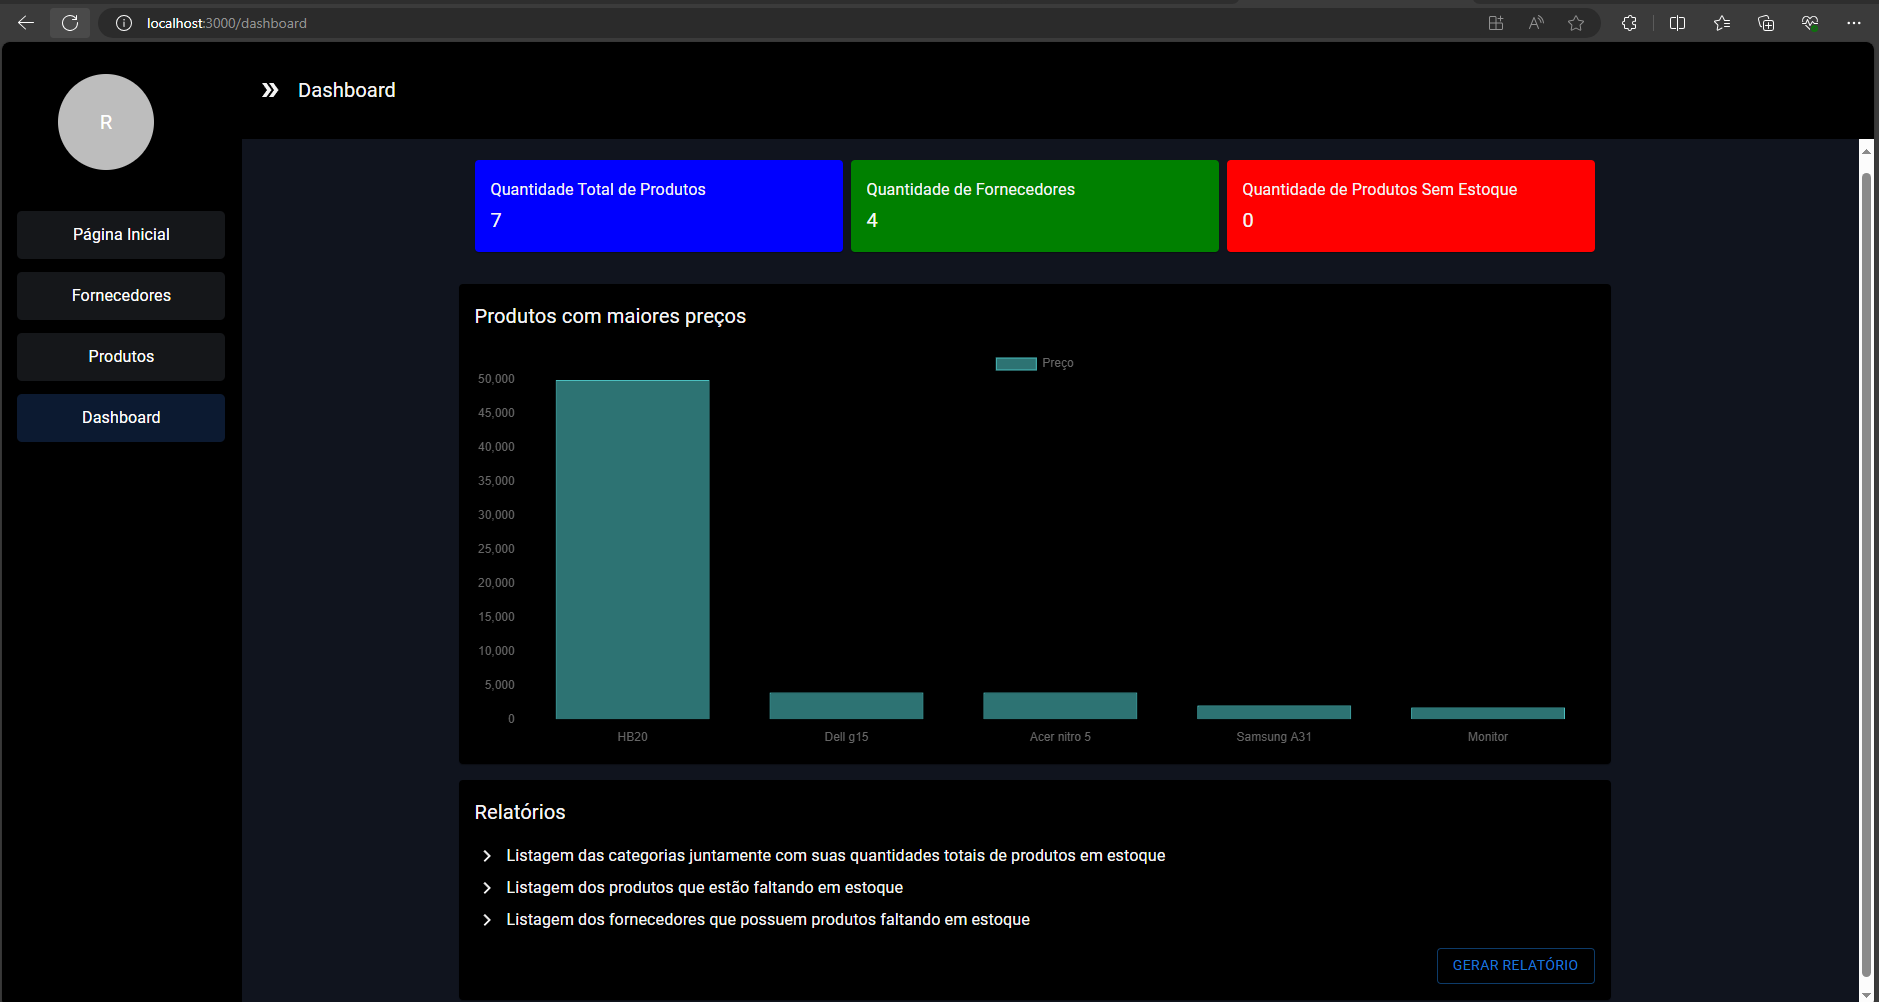 localhost:3000/dashboard
R
Dashboard
Página Inicial
Fornecedores
Produtos
Dashboard
Quantidade Total de Produtos
7
Quantidade de Fornecedores
4
Quantidade de Produtos Sem Estoque
0
Produtos com maiores preços
Preço
50,000
45,000
40,000
35,000
30,000
25,000
20,000
15,000
10,000
5,000
0
HB20 Dell g15 Acer nitro 5 Samsung A31 Monitor
Relatórios
Listagem das categorias juntamente com suas quantidades totais de produtos em estoque
Listagem dos produtos que estão faltando em estoque
Listagem dos fornecedores que possuem produtos faltando em estoque
GERAR RELATÓRIO